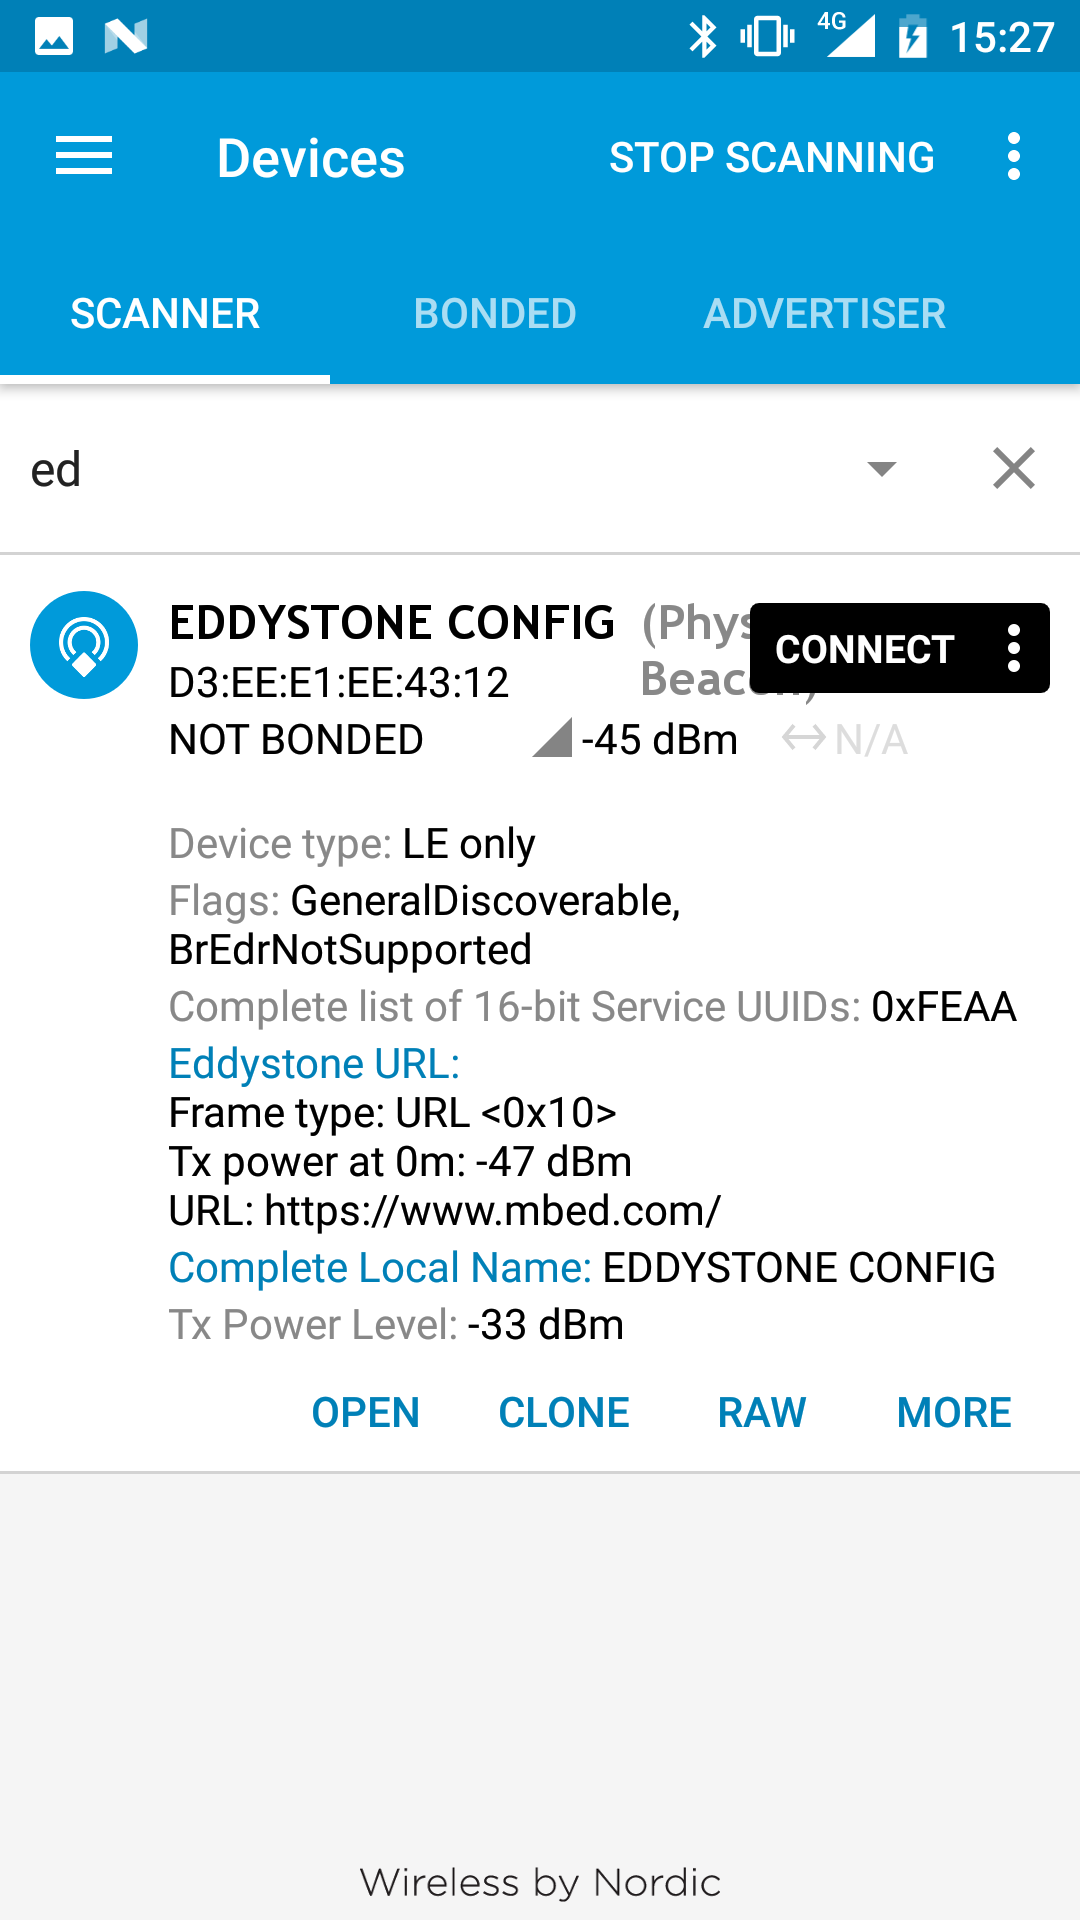 4G 15:27
Devices STOP SCANNING
SCANNER BONDED ADVERTISER
ed
EDDYSTONE CONFIG (Phys
CONNECT
D3:EE:E1:EE:43:12
NOT BONDED -45 dBm N/A
Device type: LE only
Flags: GeneralDiscoverable,
BrEdrNotSupported
Complete list of 16-bit Service UUIDs: 0xFEAA
Eddystone URL:
Frame type: URL <0x10>
Tx power at 0m: -47 dBm
URL: https://www.mbed.com/
Complete Local Name: EDDYSTONE CONFIG
Tx Power Level: -33 dBm
OPEN CLONE RAW MORE
Wireless by Nordic